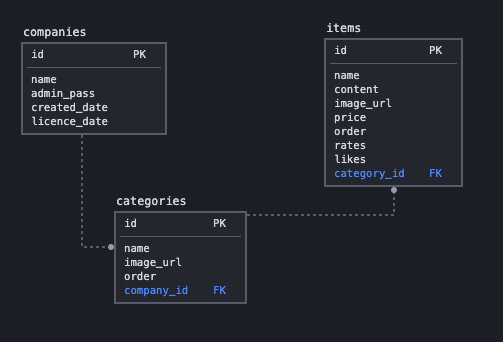 companies
id PK
name
admin_pass
created_date
licence_date
items
id PK
name
content
image_url
price
order
rates
likes
category_id FK
categories
id PK
name
image_url
order
company_id FK